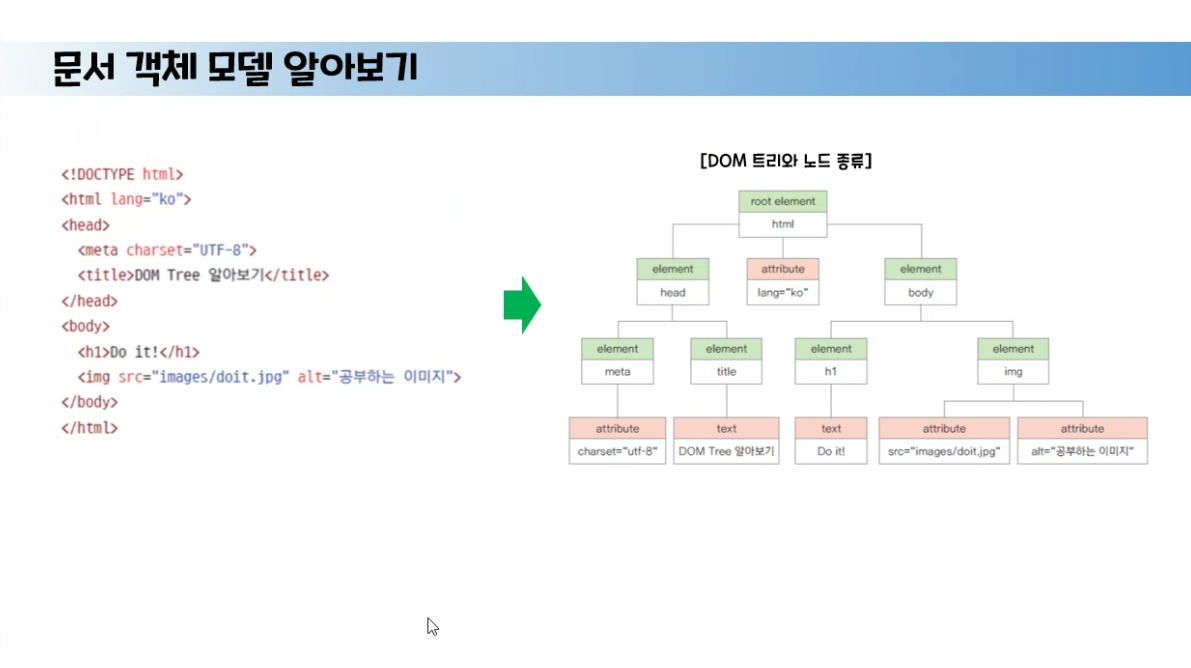 문서 객체 모델 알아보기
<!DOCTYPE html>
<html lang="ko">
<head>
<meta charset="UTF-8">
<title>DOM Tree 알아보기</title>
</head>
<body>
<h1>Do it!</h1>
<img src="images/doit.jpg" alt="공부하는 이미지">
</body>
</html>
[DOM 트리와 노드 종류]
root element
html
element
head
attribute
lang="ko"
element
body
element
meta
element
title
element
h1
element
img
attribute
charset="utf-8"
text
DOM Tree 알아보기
text
Do it!
attribute
src="images/doit.jpg"
attribute
alt="공부하는 이미지"